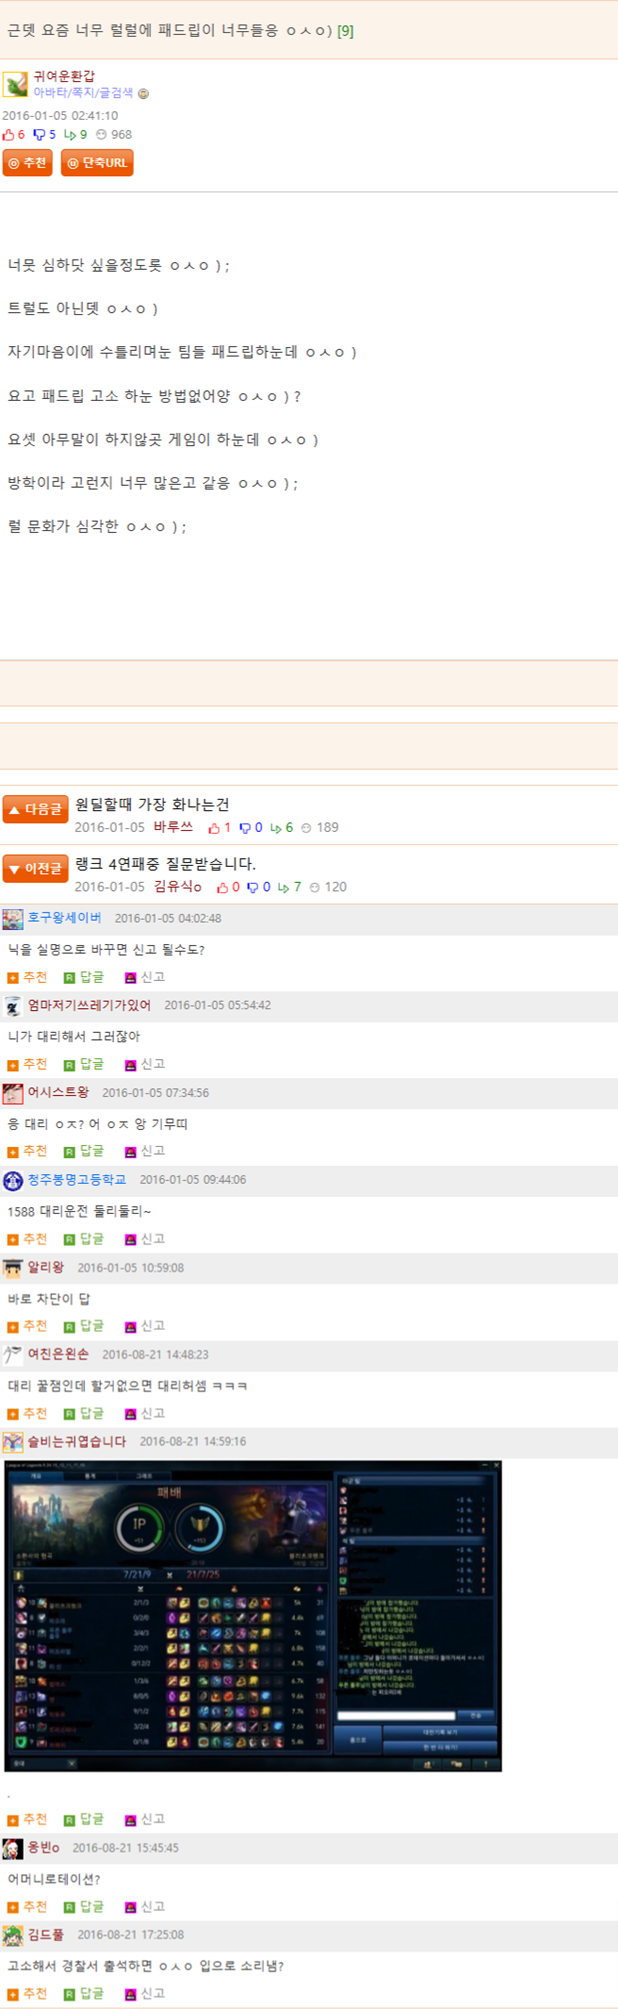 근뎃 요즘 너무 럴럴에 패드립이 너무들응 ㅇㅅㅇ) [9]
귀여운환갑
아바타/쪽지/글검색
2016-01-05 02:41:10
6 5 9 968
추천 단축URL
너뭇 심하닷 싶을정도롯 ㅇㅅㅇ ) ;
트럴도 아닌뎃 ㅇㅅㅇ )
자기마음이에 수틀리며눈 팀들 패드립하눈데 ㅇㅅㅇ )
요고 패드립 고소 하눈 방법없어양 ㅇㅅㅇ ) ?
요셋 아무말이 하지않곳 게임이 하눈데 ㅇㅅㅇ )
방학이라 고런지 너무 많은고 같응 ㅇㅅㅇ ) ;
럴 문화가 심각한 ㅇㅅㅇ ) ;
▲ 다음글 원딜할때 가장 화나는건
2016-01-05 바루쓰 1 0 6 189
▼ 이전글 랭크 4연패중 질문받습니다.
2016-01-05 김유식o 0 0 7 120
호구왕세이버 2016-01-05 04:02:48
닉을 실명으로 바꾸면 신고 될수도?
추천 R 답글 신고
엄마저기쓰레기가있어 2016-01-05 05:54:42
니가 대리해서 그러잖아
추천 R 답글 신고
어시스트왕 2016-01-05 07:34:56
응 대리 ㅇㅈ? 어 ㅇㅈ 앙 기무띠
추천 R 답글 신고
청주봉명고등학교 2016-01-05 09:44:06
1588 대리운전 둘리둘리~
추천 R 답글 신고
알리왕 2016-01-05 10:59:08
바로 차단이 답
추천 R 답글 신고
여친은왼손 2016-08-21 14:48:23
대리 꿀잼인데 할거없으면 대리허셈 ㅋㅋㅋ
추천 R 답글 신고
슬비는귀엽습니다 2016-08-21 14:59:16
패배
IP
7/21/9 21/7/25
.
추천 R 답글 신고
옹빈o 2016-08-21 15:45:45
어머니로테이션?
추천 R 답글 신고
김드풀 2016-08-21 17:25:08
고소해서 경찰서 출석하면 ㅇㅅㅇ 입으로 소리냄?
추천 R 답글 신고